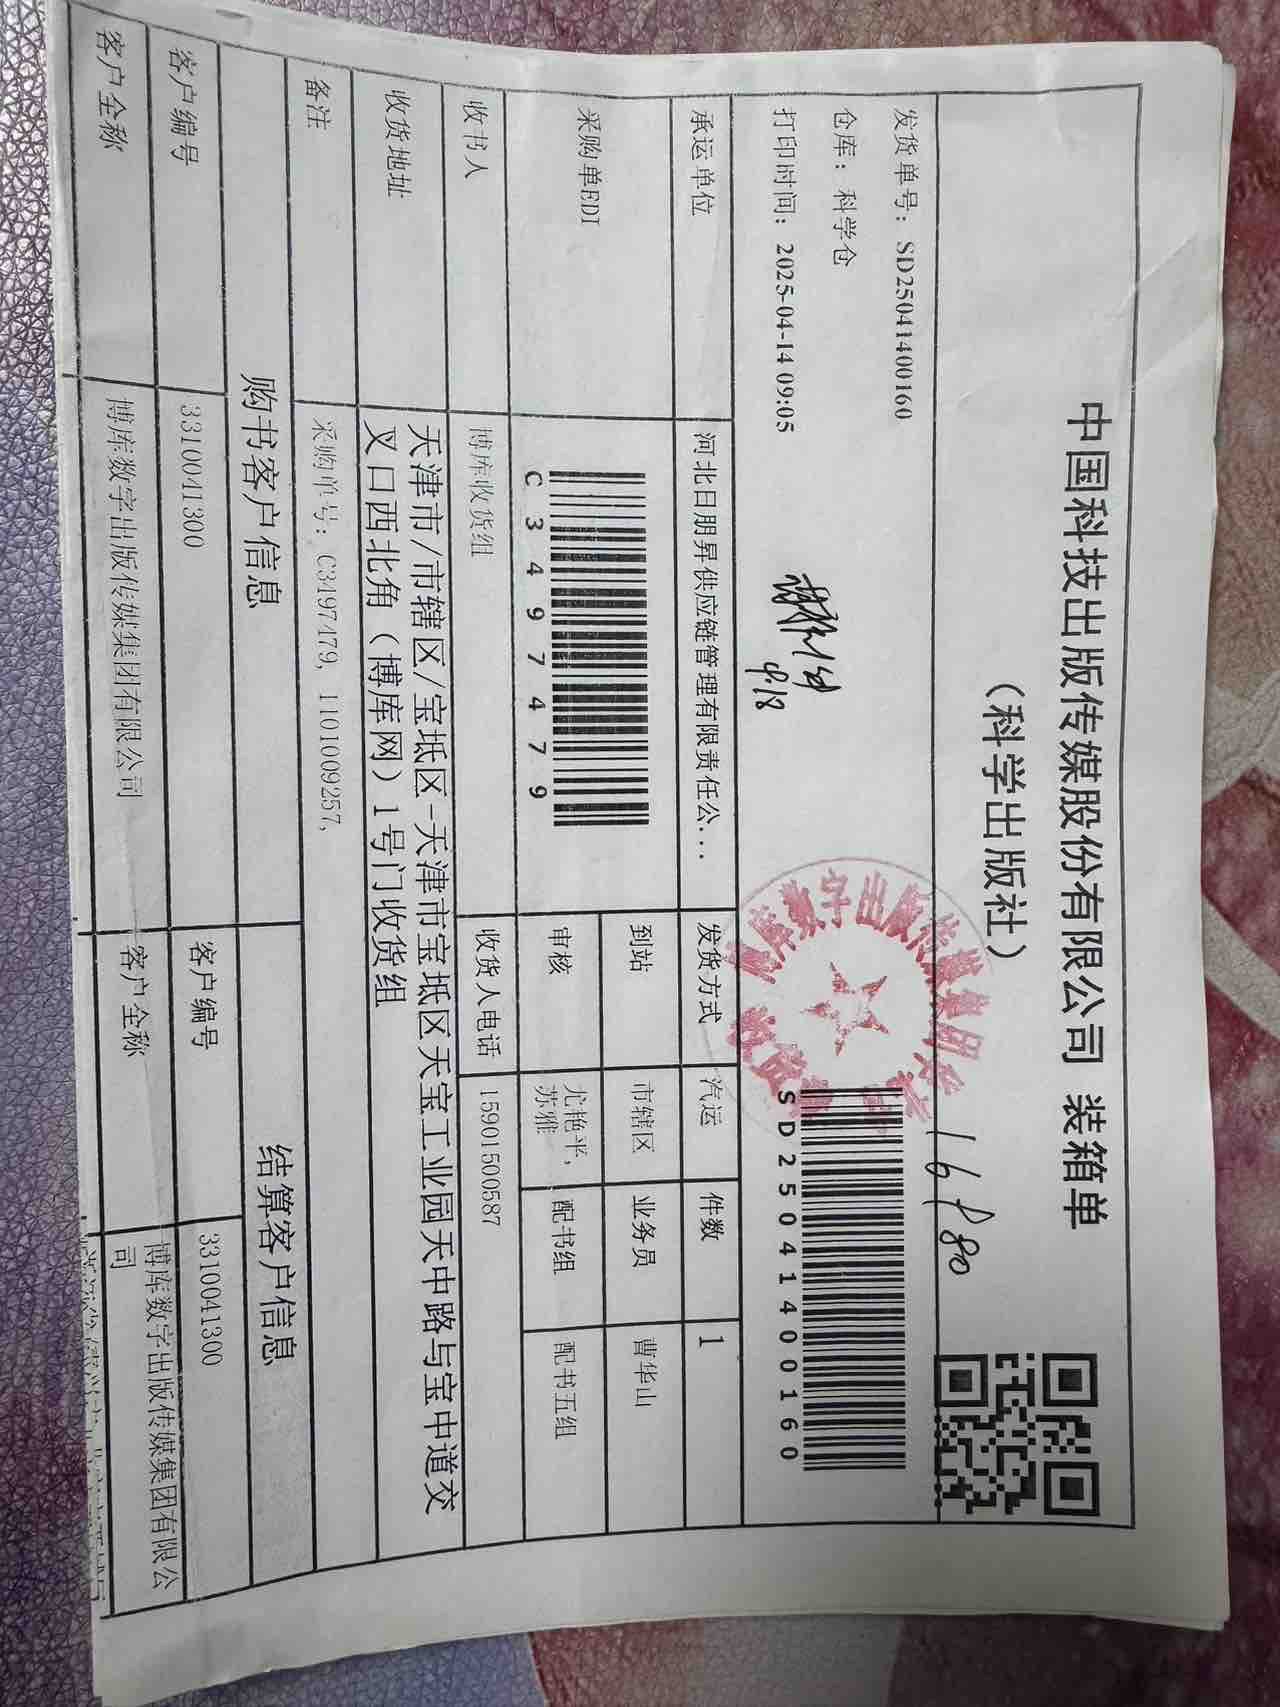 中国科技出版传媒股份有限公司 装箱单
（科学出版社）
16P80
发货单号：SD25041400160
仓库：科学仓
打印时间：2025-04-14 09:05
4.18
SD25041400160
承运单位 河北日朋昇供应链管理有限责任公... 发货方式 汽运 件数 1
采购单EDI C3497479 到站 市辖区 业务员 曹华山
审核 尤艳平，苏雅 配书组 配书五组
收书人 博库收货组 收货人电话 15901500587
收货地址 天津市/市辖区/宝坻区-天津市宝坻区天宝工业园天中路与宝中道交
叉口西北角（博库网）1号门收货组
备注 采购单号：C3497479, 1101009257,
购书客户信息 结算客户信息
客户编号 3310041300 客户编号 3310041300
客户全称 博库数字出版传媒集团有限公司 客户全称 博库数字出版传媒集团有限公
司